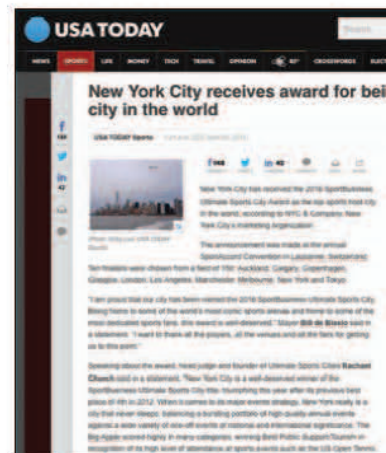 USA TODAY
Search
NEWS SPORTS LIFE MONEY TECH TRAVEL OPINION 40° CROSSWORDS
New York City receives award for bei
city in the world
USA TODAY Sports
New York City has received the 2016 SportBusiness
Ultimate Sports City Award as the top sports host city
in the world, according to NYC & Company, New
York City's marketing organization.
The announcement was made at the annual
SportAccord Convention in Lausanne, Switzerland.
Ten finalists were chosen from a field of Auckland, Calgary, Copenhagen,
Glasgow, London, Los Angeles, Manchester, Melbourne, New York and Tokyo.
"I am proud that our city has been named the 2016 SportBusiness Ultimate Sports City.
Being home to some of the world's most iconic sports arenas and home to some of the
most dedicated sports fans, this award is well-deserved," Mayor Bill de Blasio said in
a statement. "I want to thank all the players, all the venues and all the fans for getting
us to this point."
Speaking about the award, head judge and founder of Ultimate Sports Cities Rachael
Church said in a statement, "New York City is a well-deserved winner of the
SportBusiness Ultimate Sports City title, triumphing the year after its previous best
place of 4th in 2012. When it comes to its major events strategy, New York really is a
city that never sleeps, balancing a bursting portfolio of high quality annual events
against a wide variety of one-off events of national and international significance. The
Big Apple scored highly in many categories, winning Best Public Support/Tourism in
recognition of its high level of attendance at sports events such as the US Open Tennis